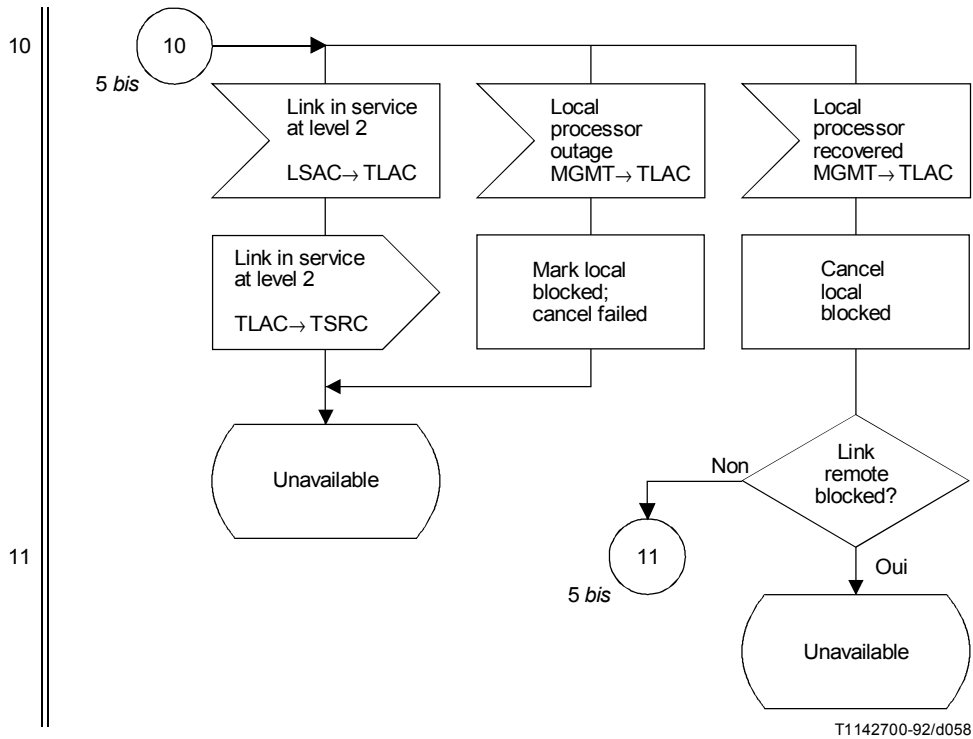 10
10
5 bis
Link in service
at level 2
LSAC→TLAC
Local
processor
outage
MGMT→TLAC
Local
processor
recovered
MGMT→TLAC
Link in service
at level 2
TLAC→TSRC
Mark local
blocked;
cancel failed
Cancel
local
blocked
Unavailable
Link
remote
blocked?
Non
11
11
5 bis
Oui
Unavailable
T1142700-92/d058